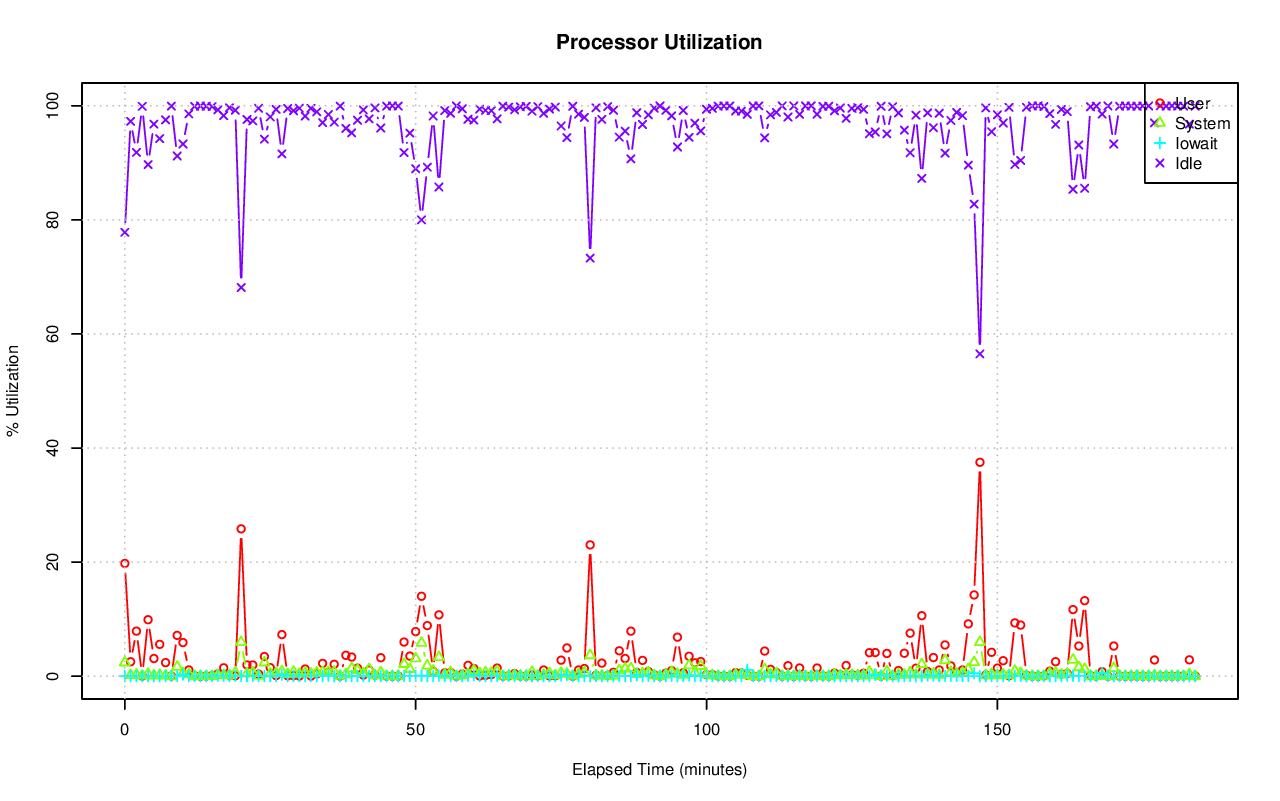 Processor Utilization
100
80
60
40
20
0
% Utilization
User
System
Iowait
Idle
0
50
100
150
Elapsed Time (minutes)